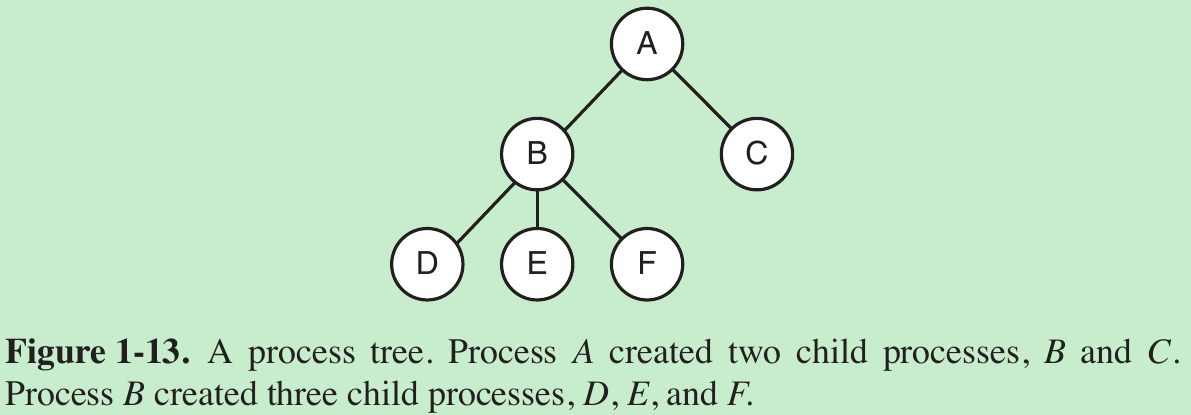 A
B
C
D
E
F
Figure 1-13. A process tree. Process A created two child processes, B and C.
Process B created three child processes, D, E, and F.